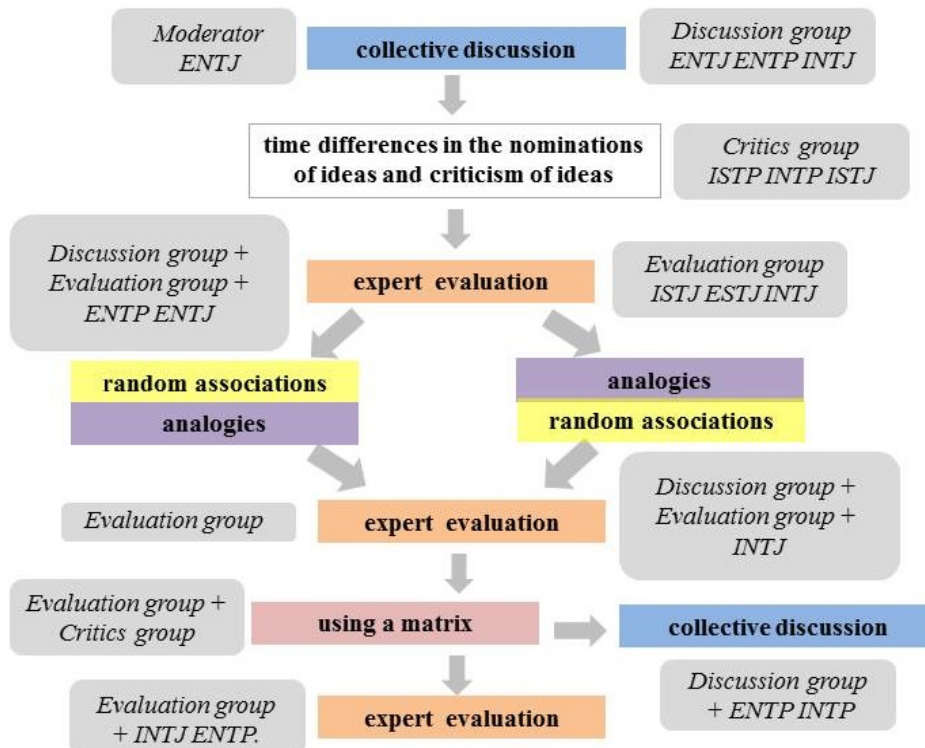 Moderator
ENTJ
collective discussion
Discussion group
ENTJ ENTP INTJ
time differences in the nominations
of ideas and criticism of ideas
Critics group
ISTP INTP ISTJ
Discussion group +
Evaluation group +
ENTP ENTJ
expert evaluation
Evaluation group
ISTJ ESTJ INTJ
random associations
analogies
analogies
random associations
Evaluation group
expert evaluation
Discussion group +
Evaluation group +
INTJ
Evaluation group +
Critics group
using a matrix
collective discussion
Evaluation group
+ INTJ ENTP.
expert evaluation
Discussion group
+ ENTP INTP